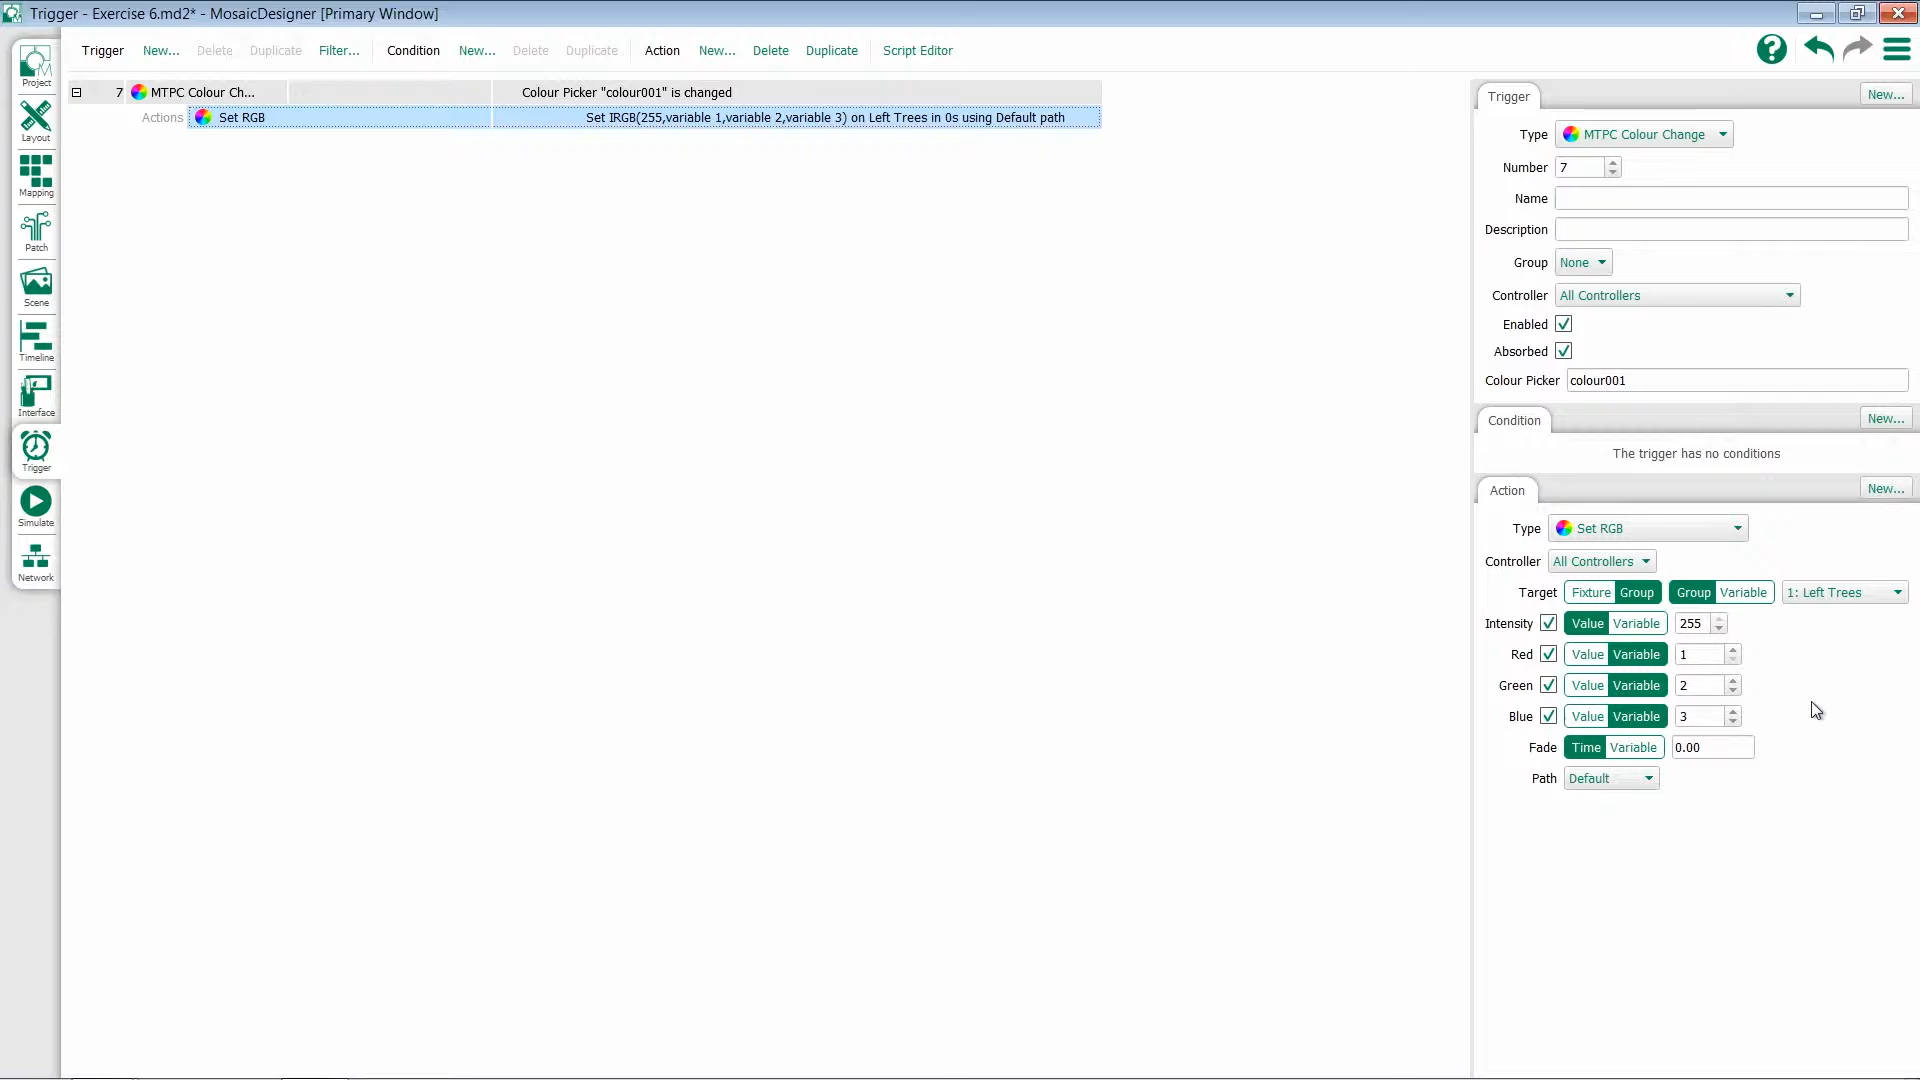 Trigger - Exercise 6.md2* - MosaicDesigner [Primary Window]
Trigger New... Delete Duplicate Filter... Condition New... Delete Duplicate Action New... Delete Duplicate Script Editor
Project
Layout
Mapping
Patch
Scene
Timeline
Interface
Trigger
Simulate
Network
7 MTPC Colour Ch... Colour Picker "colour001" is changed
Actions Set RGB Set IRGB(255,variable 1,variable 2,variable 3) on Left Trees in 0s using Default path
Trigger New...
Type MTPC Colour Change
Number 7
Name
Description
Group None
Controller All Controllers
Enabled
Absorbed
Colour Picker colour001
Condition New...
The trigger has no conditions
Action New...
Type Set RGB
Controller All Controllers
Target Fixture Group Group Variable 1: Left Trees
Intensity Value Variable 255
Red Value Variable 1
Green Value Variable 2
Blue Value Variable 3
Fade Time Variable 0.00
Path Default